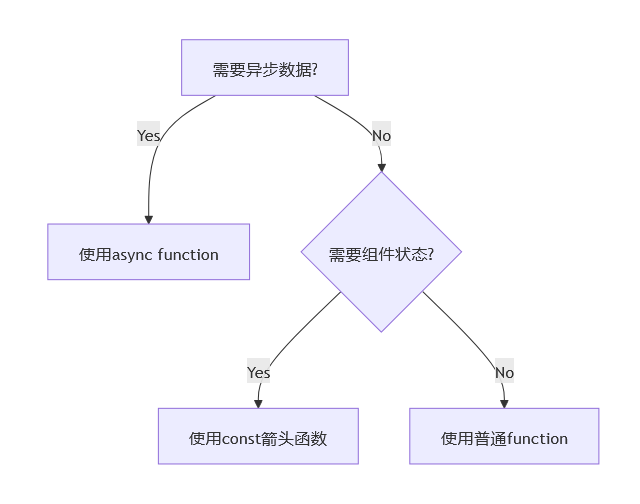 需要异步数据?
Yes
No
使用async function
需要组件状态?
Yes
No
使用const箭头函数
使用普通function